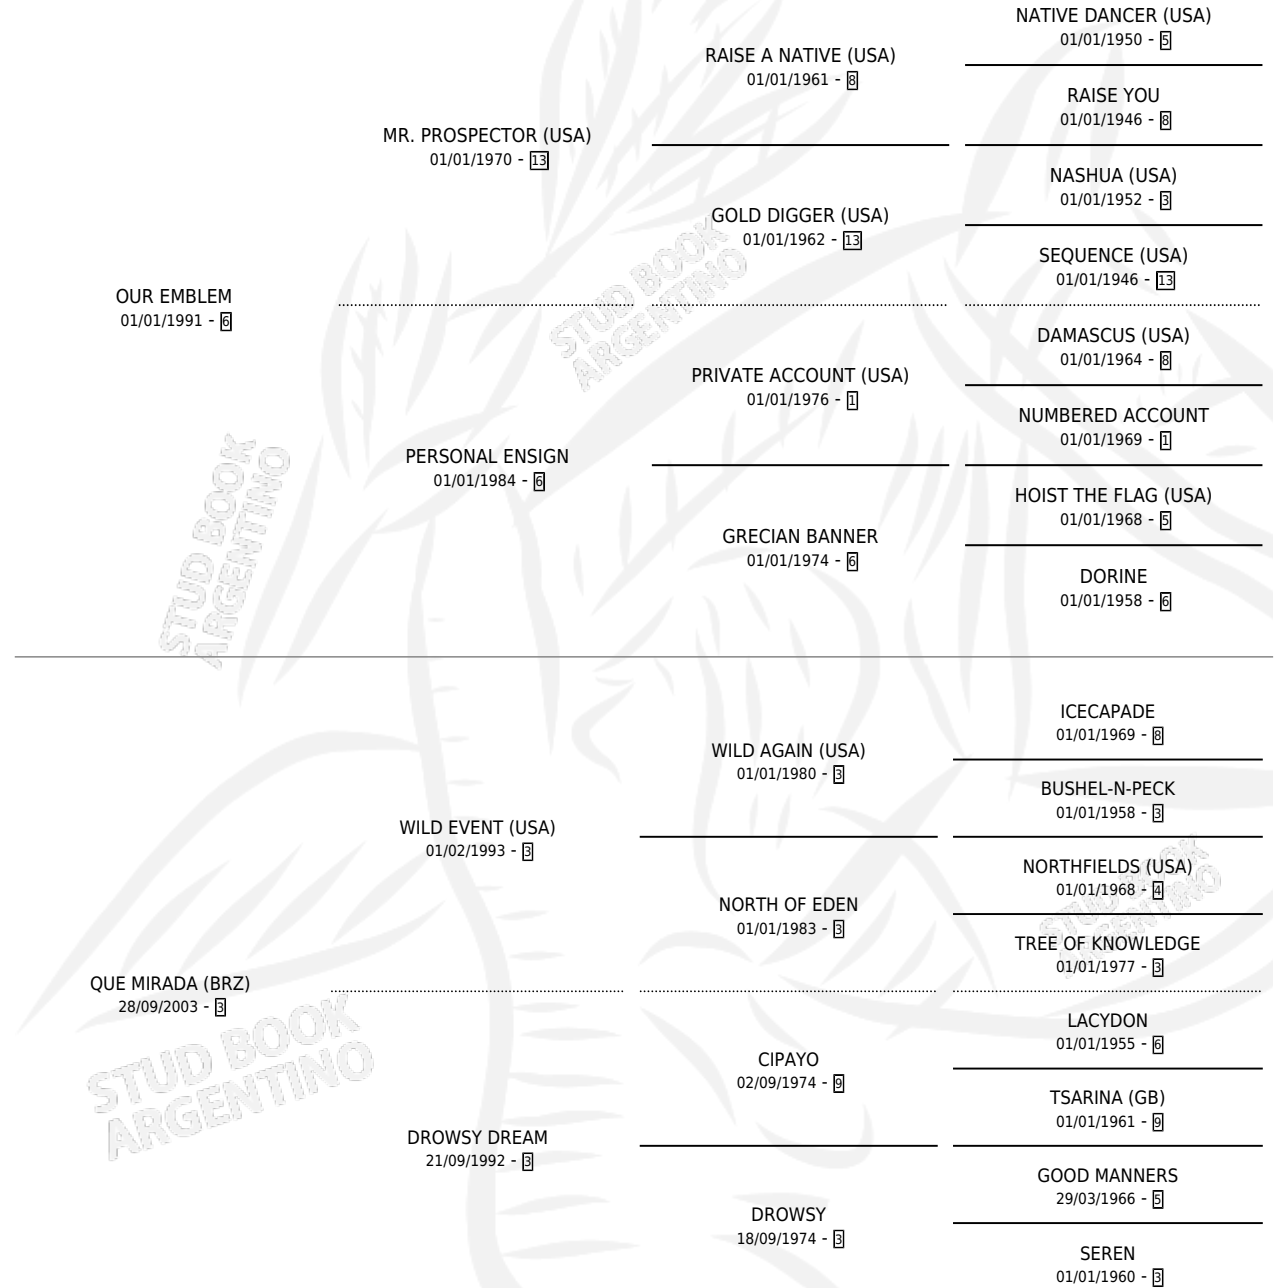 NATIVE DANCER (USA)
01/01/1950 - 5
RAISE A NATIVE (USA)
01/01/1961 - 8
RAISE YOU
01/01/1946 - 8
MR. PROSPECTOR (USA)
01/01/1970 - 13
NASHUA (USA)
01/01/1952 - 3
GOLD DIGGER (USA)
01/01/1962 - 13
SEQUENCE (USA)
01/01/1946 - 13
OUR EMBLEM
01/01/1991 - 6
STUD BOOK
ARGENTINO
DAMASCUS (USA)
01/01/1964 - 8
PRIVATE ACCOUNT (USA)
01/01/1976 - 1
NUMBERED ACCOUNT
01/01/1969 - 1
PERSONAL ENSIGN
01/01/1984 - 6
HOIST THE FLAG (USA)
01/01/1968 - 5
GRECIAN BANNER
01/01/1974 - 6
DORINE
01/01/1958 - 6
STUD BOOK
ARGENTINO
ICECAPADE
01/01/1969 - 8
WILD AGAIN (USA)
01/01/1980 - 3
BUSHEL-N-PECK
01/01/1958 - 3
WILD EVENT (USA)
01/02/1993 - 3
NORTHFIELDS (USA)
01/01/1968 - 4
NORTH OF EDEN
01/01/1983 - 3
TREE OF KNOWLEDGE
01/01/1977 - 3
STUD BOOK
ARGENTINO
QUE MIRADA (BRZ)
28/09/2003 - 3
LACYDON
01/01/1955 - 6
CIPAYO
02/09/1974 - 9
TSARINA (GB)
01/01/1961 - 9
STUD BOOK
ARGENTINO
DROWSY DREAM
21/09/1992 - 3
GOOD MANNERS
29/03/1966 - 5
DROWSY
18/09/1974 - 3
SEREN
01/01/1960 - 3